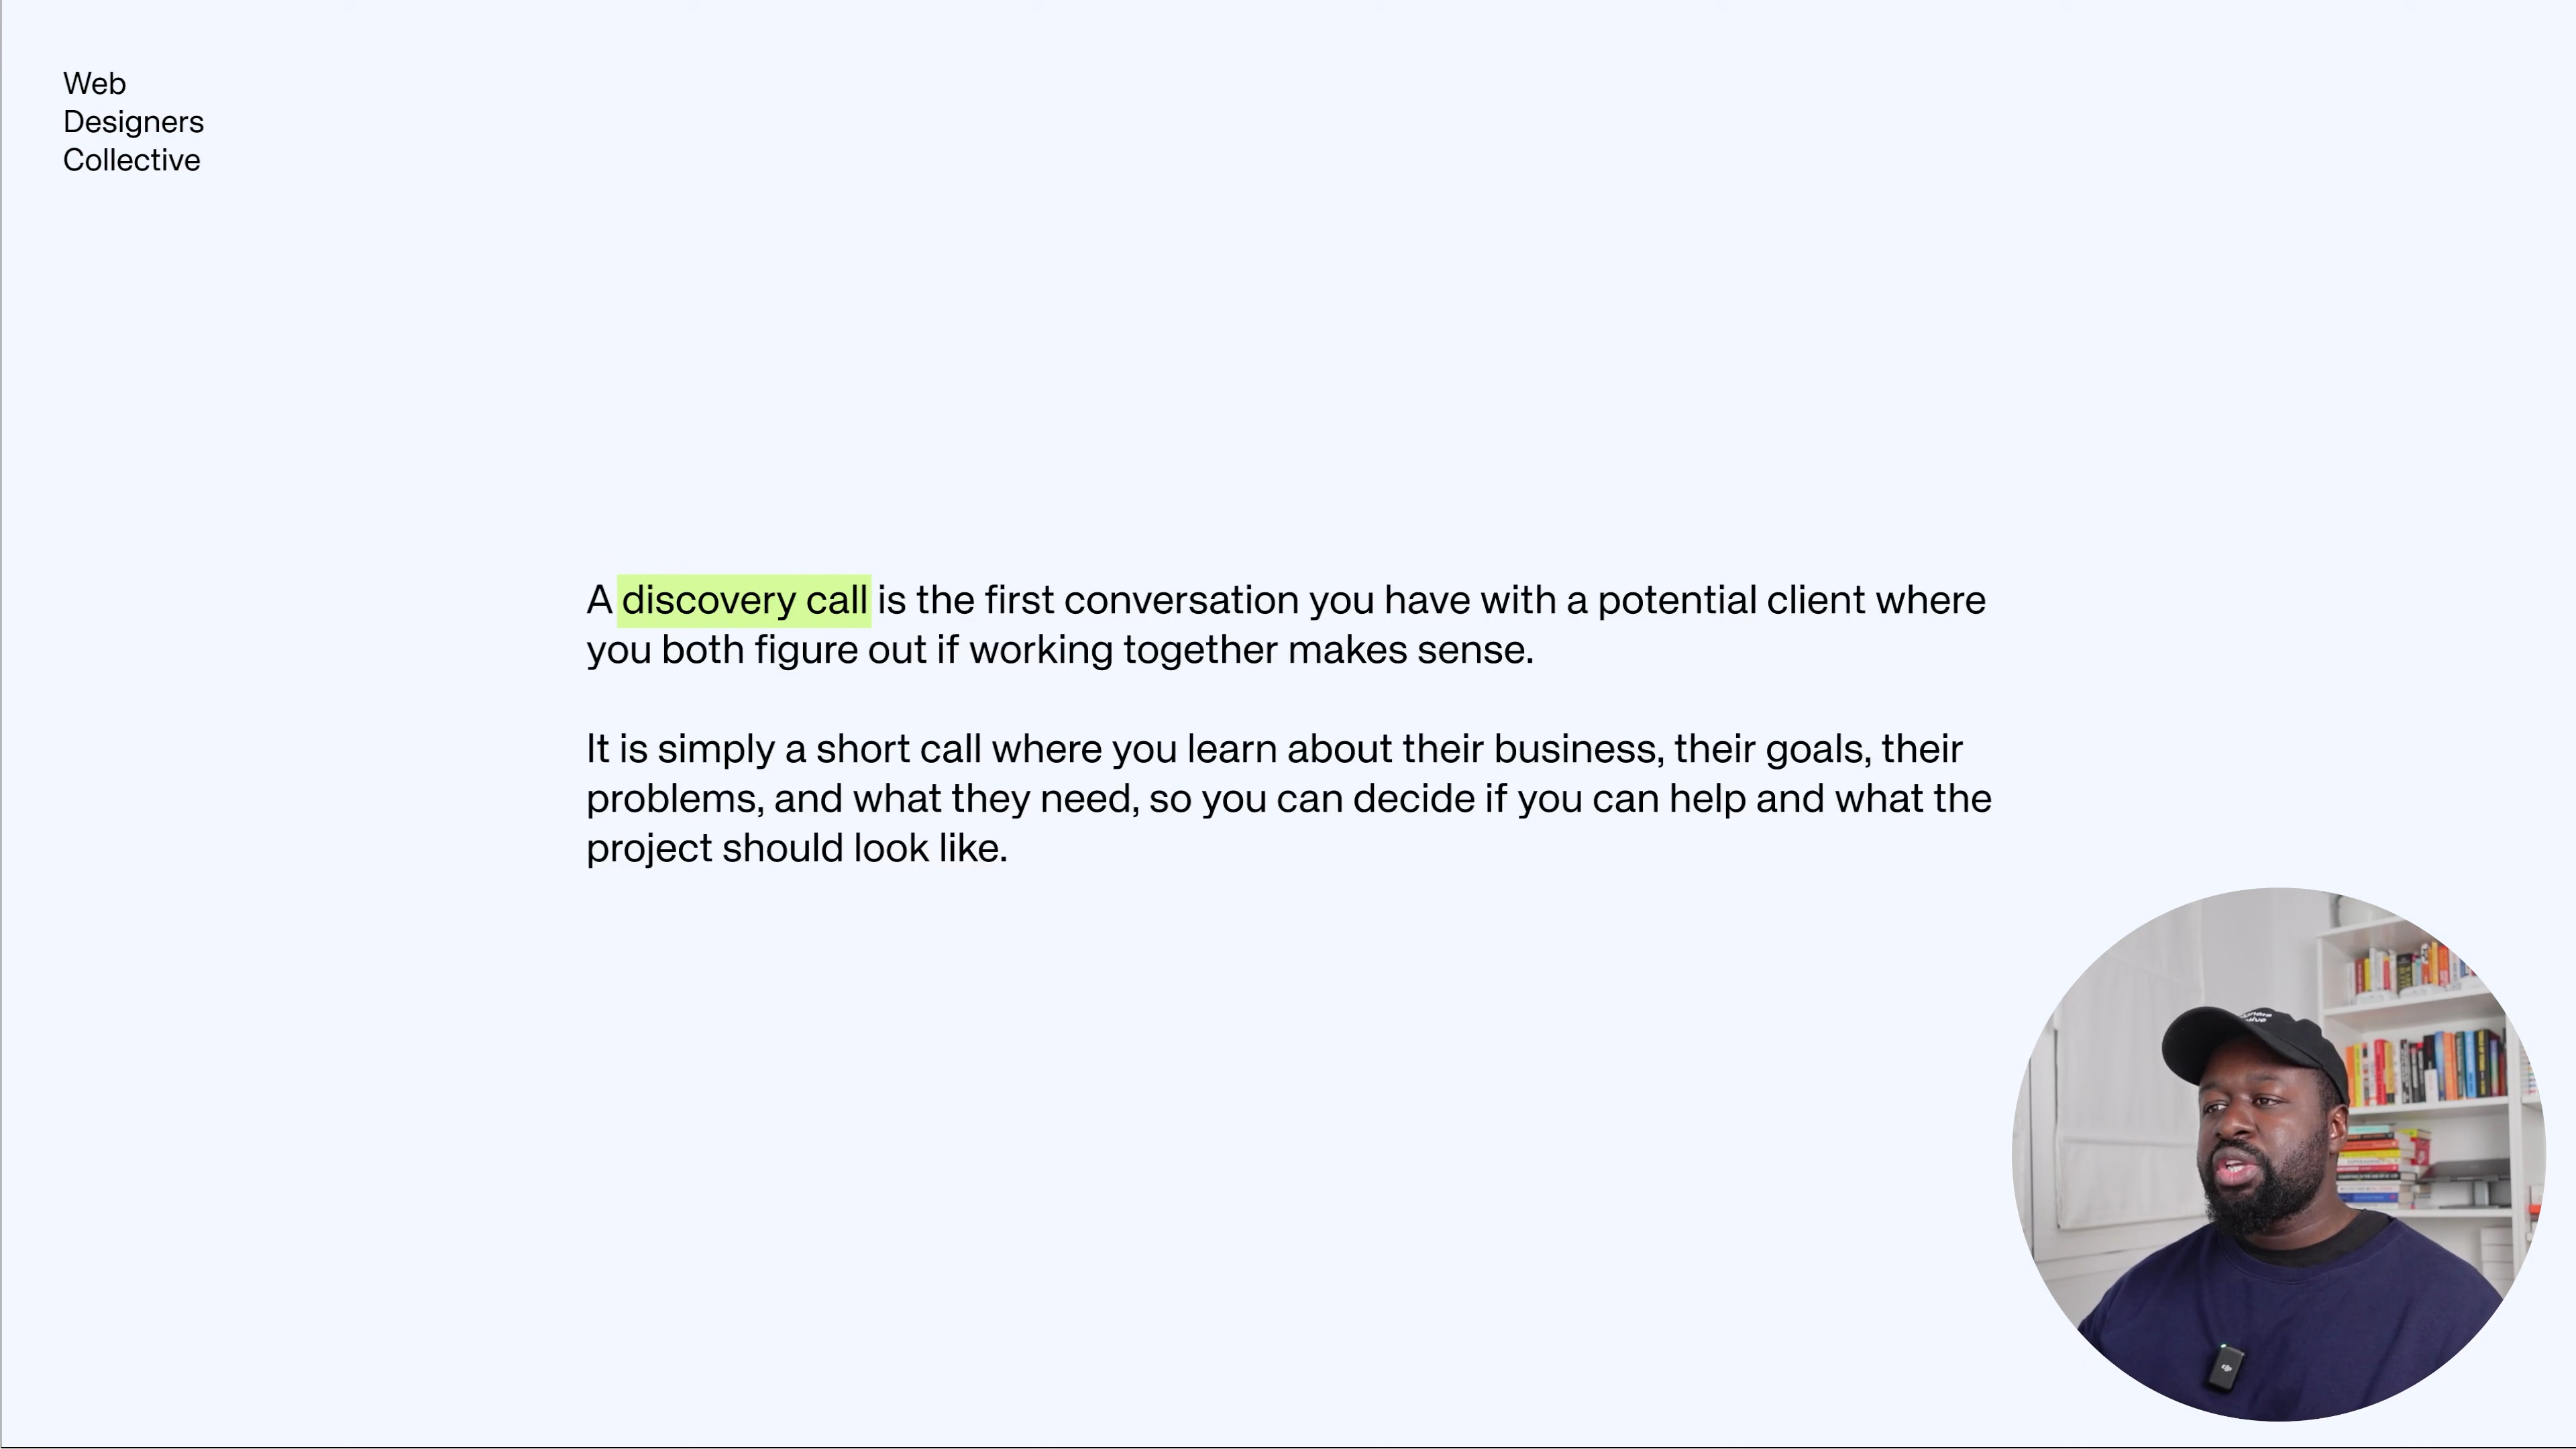 Web
Designers
Collective
A discovery call is the first conversation you have with a potential client where
you both figure out if working together makes sense.
It is simply a short call where you learn about their business, their goals, their
problems, and what they need, so you can decide if you can help and what the
project should look like.